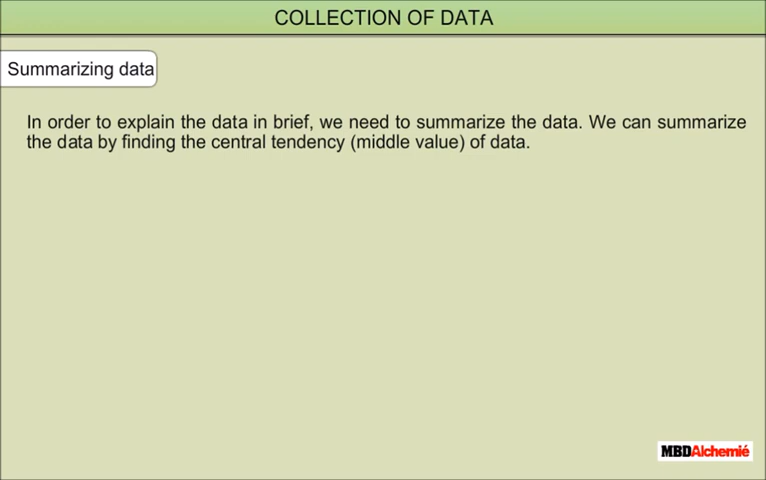 COLLECTION OF DATA
Summarizing data
In order to explain the data in brief, we need to summarize the data. We can summarize
the data by finding the central tendency (middle value) of data.
MBDAlchemié